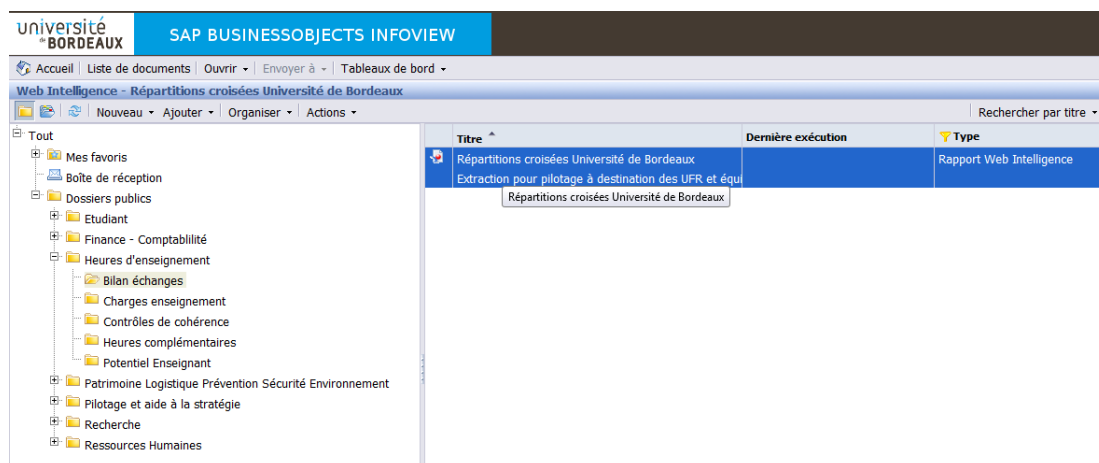 université
de BORDEAUX
SAP BUSINESSOBJECTS INFOVIEW
Accueil Liste de documents Ouvrir Envoyer à Tableaux de bord
Web Intelligence - Répartitions croisées Université de Bordeaux
Nouveau Ajouter Organiser Actions Rechercher par titre
Tout
Mes favoris
Boîte de réception
Dossiers publics
Etudiant
Finance - Comptablilité
Heures d'enseignement
Bilan échanges
Charges enseignement
Contrôles de cohérence
Heures complémentaires
Potentiel Enseignant
Patrimoine Logistique Prévention Sécurité Environnement
Pilotage et aide à la stratégie
Recherche
Ressources Humaines
Titre Dernière exécution Type
Répartitions croisées Université de Bordeaux Rapport Web Intelligence
Extraction pour pilotage à destination des UFR et équi
Répartitions croisées Université de Bordeaux